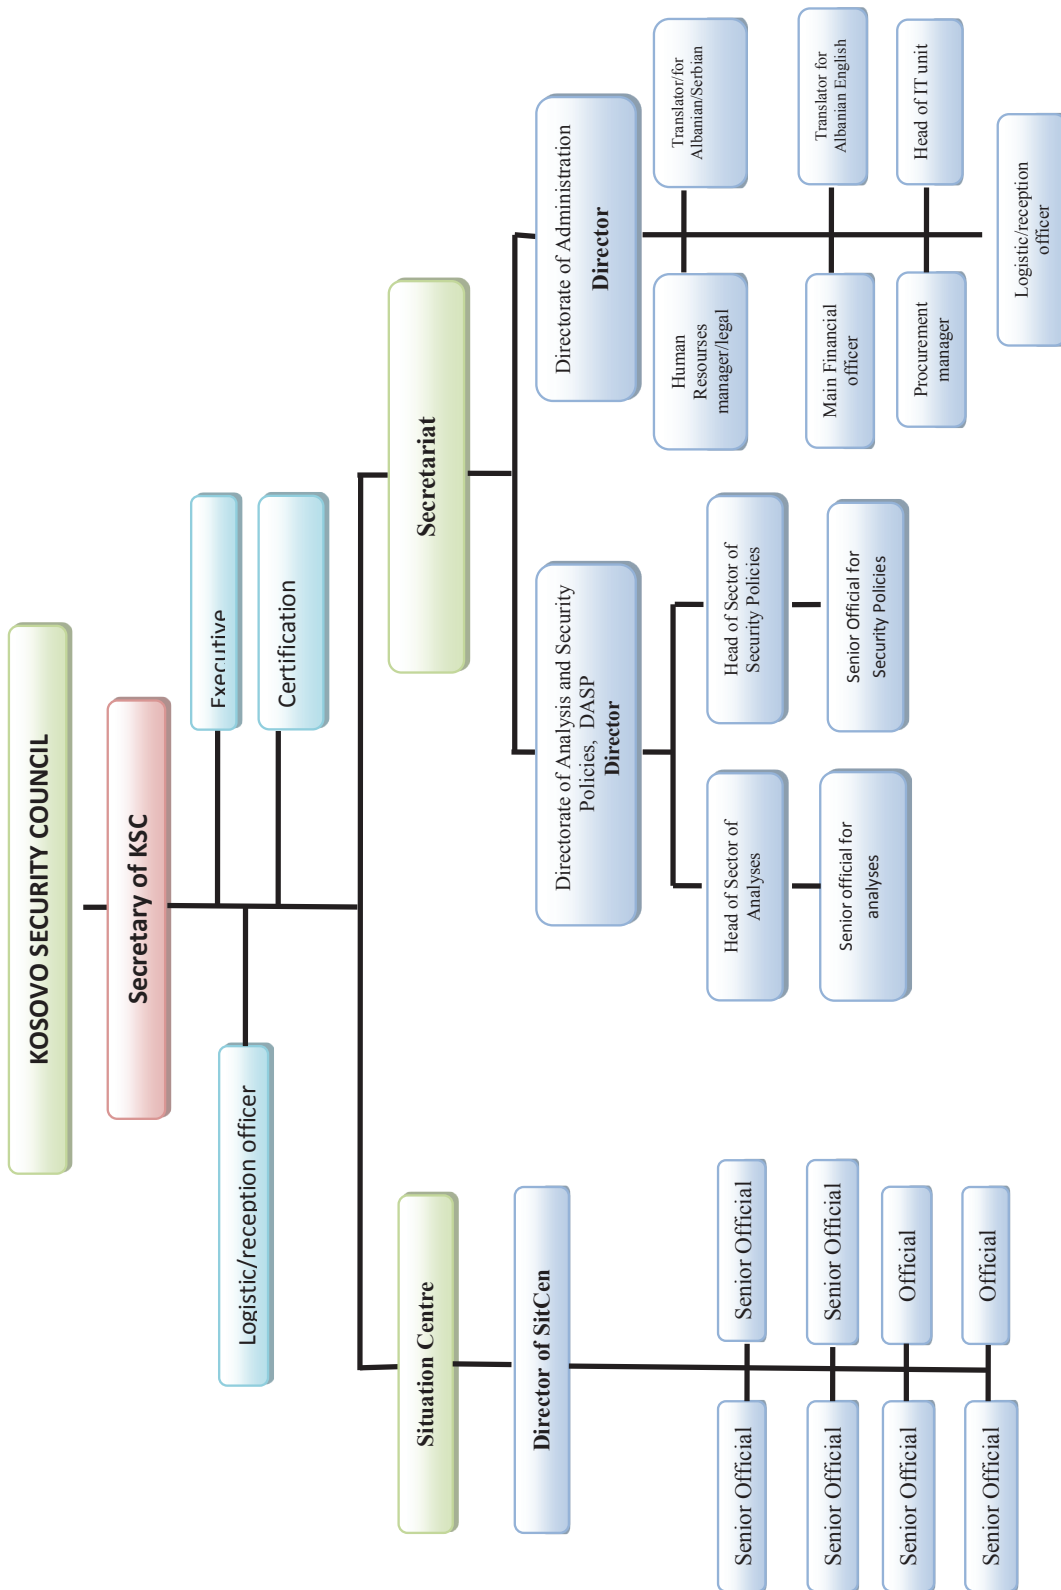 KOSOVO SECURITY COUNCIL
Secretary of KSC
Executive
Logistic/reception officer
Certification
Situation Centre
Secretariat
Director of SitCen
Directorate of Analysis and Security
Policies, DASP
Director
Directorate of Administration
Director
Senior Official
Senior Official
Senior Official
Senior Official
Senior Official
Official
Senior Official
Official
Head of Sector of
Analyses
Head of Sector of
Security Policies
Senior official for
analyses
Senior Official for
Security Policies
Human
Resourses
manager/legal
Translator/for
Albanian/Serbian
Main Financial
officer
Translator for
Albanian English
Procurement
manager
Head of IT unit
Logistic/reception
officer